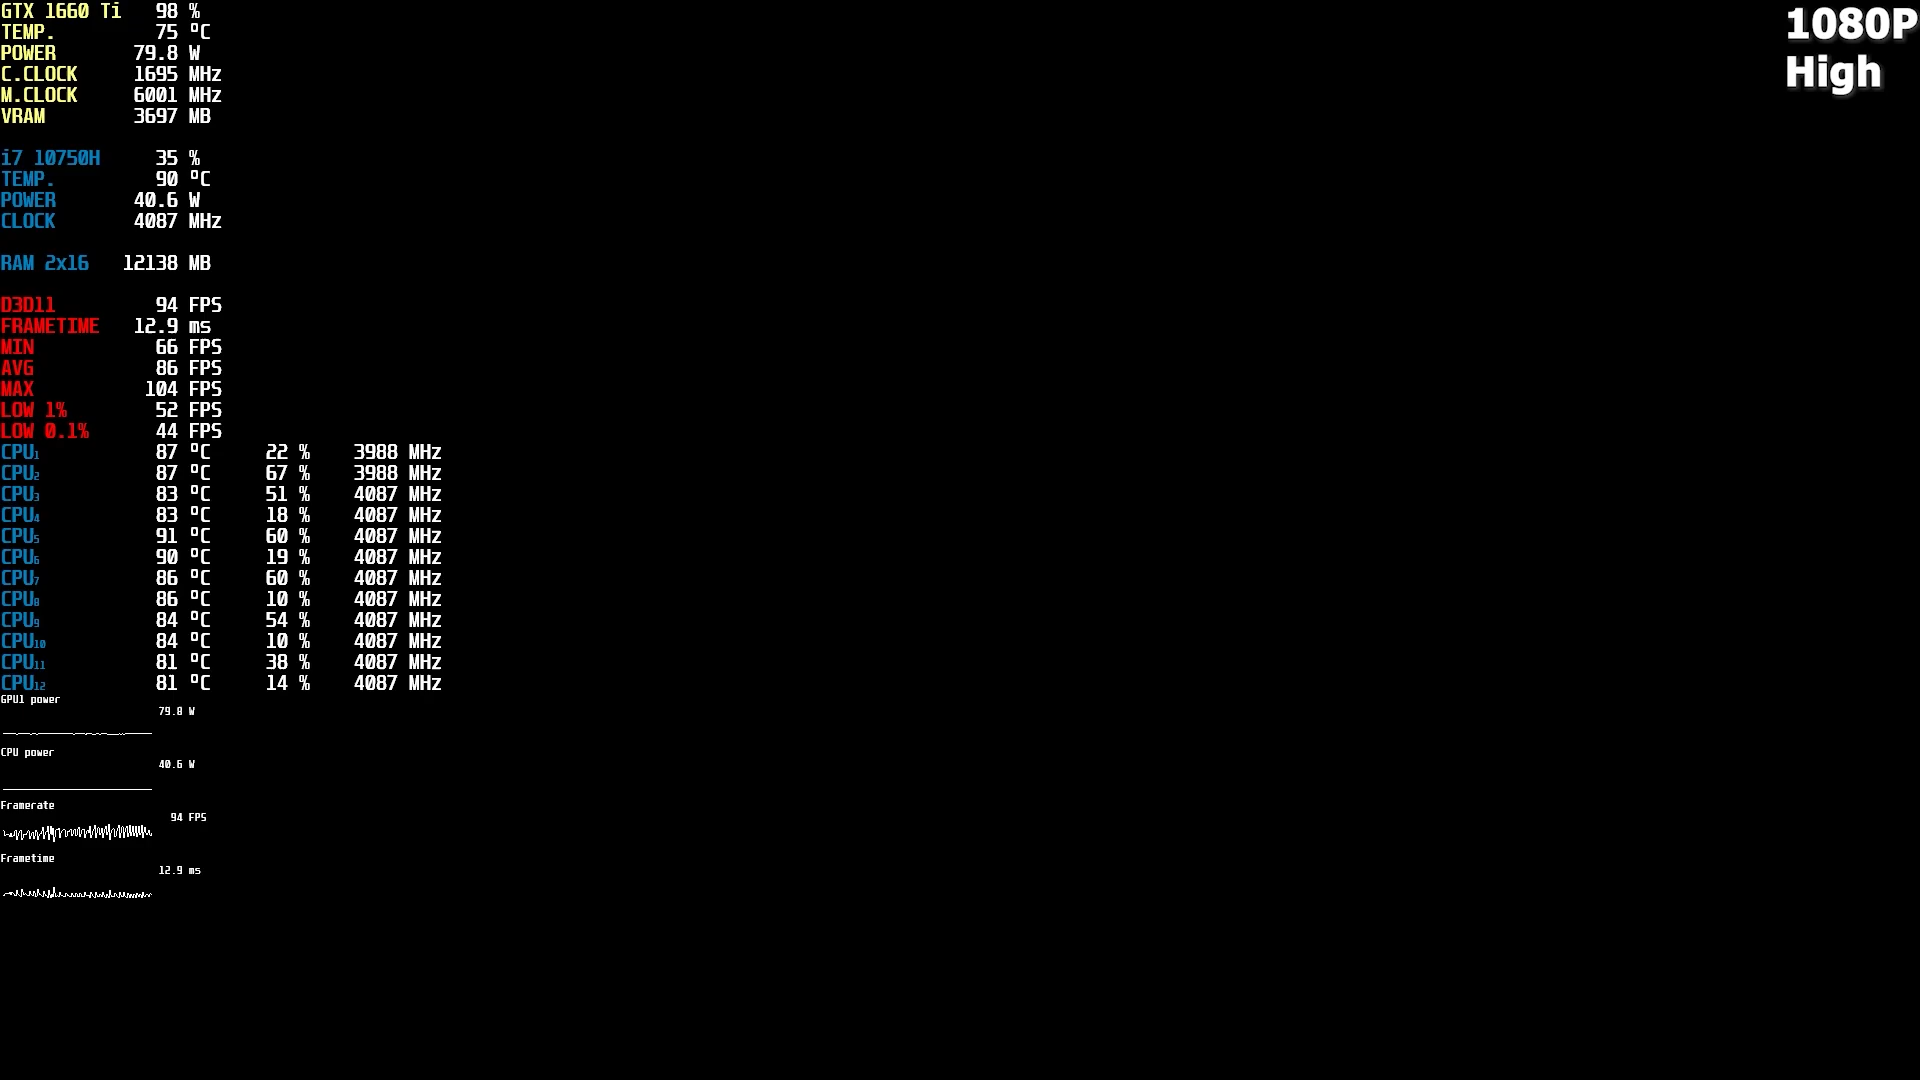 GTX 1660 Ti 98 %
TEMP. 75 °C
POWER 79.8 W
C.CLOCK 1695 MHz
M.CLOCK 6001 MHz
VRAM 3697 MB
i7 10750H 35 %
TEMP. 90 °C
POWER 40.6 W
CLOCK 4087 MHz
RAM 2x16 12138 MB
D3D11 94 FPS
FRAMETIME 12.9 ms
MIN 66 FPS
AVG 86 FPS
MAX 104 FPS
LOW 1% 52 FPS
LOW 0.1% 44 FPS
CPU1 87 °C 22 % 3988 MHz
CPU2 87 °C 67 % 3988 MHz
CPU3 83 °C 51 % 4087 MHz
CPU4 83 °C 18 % 4087 MHz
CPU5 91 °C 60 % 4087 MHz
CPU6 90 °C 19 % 4087 MHz
CPU7 86 °C 60 % 4087 MHz
CPU8 86 °C 10 % 4087 MHz
CPU9 84 °C 54 % 4087 MHz
CPU10 84 °C 10 % 4087 MHz
CPU11 81 °C 38 % 4087 MHz
CPU12 81 °C 14 % 4087 MHz
GPU1 power
79.8 W
CPU power
40.6 W
Framerate
94 FPS
Frametime
12.9 ms
1080P
High